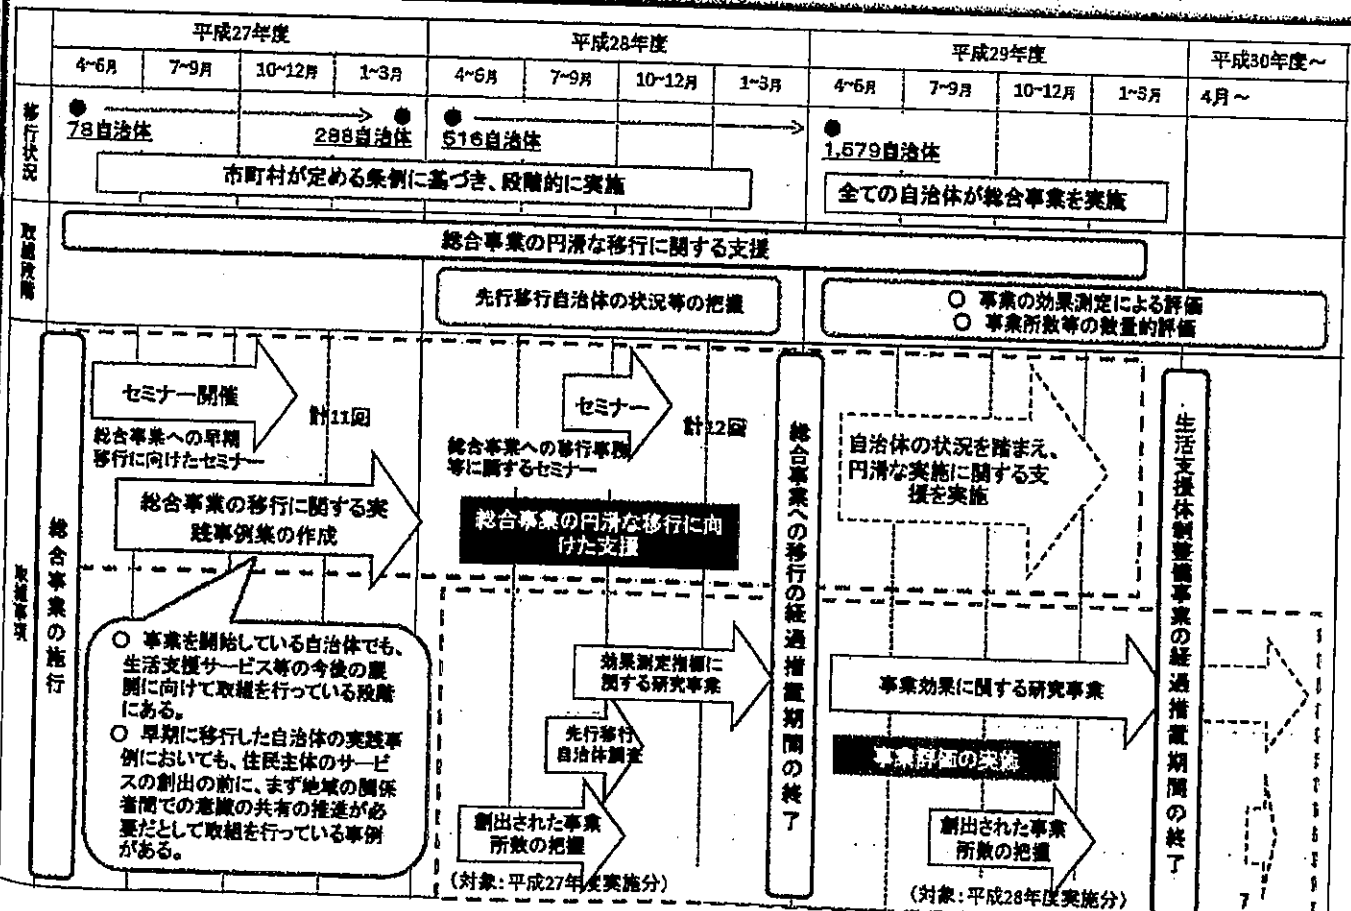 平成27年度
平成28年度
平成29年度
平成30年度～
4~6月
7~9月
10~12月
1~3月
4~6月
7~9月
10~12月
1~3月
4~6月
7~9月
10~12月
1~3月
4月～
移行状況
78自治体
288自治体
516自治体
1,579自治体
市町村が定める条例に基づき、段階的に実施
全ての自治体が総合事業を実施
取組段階
総合事業の円滑な移行に関する支援
先行移行自治体の状況等の把握
○ 事業の効果測定による評価
○ 事業所数等の数量的評価
取組事項
総合事業の施行
セミナー開催
計11回
総合事業への早期
移行に向けたセミナー
総合事業の移行に関する実
践事例集の作成
○ 事業を開始している自治体でも、
生活支援サービス等の今後の展
開に向けて取組を行っている段階
にある。
○ 早期に移行した自治体の実践事
例においても、住民主体のサービ
スの創出の前に、まず地域の関係
者間での意識の共有の推進が必
要だとして取組を行っている事例
がある。
セミナー
計12回
総合事業への移行事務
等に関するセミナー
総合事業の円滑な移行に向
けた支援
効果測定指標に
関する研究事業
先行移行
自治体調査
創出された事業
所数の把握
(対象:平成27年度実施分)
総合事業への移行の経過措置期間の終了
自治体の状況を踏まえ、
円滑な実施に関する支
援を実施
事業効果に関する研究事業
事業評価の実施
創出された事業
所数の把握
(対象:平成28年度実施分)
生活支援体制整備事業の経過措置期間の終了
7